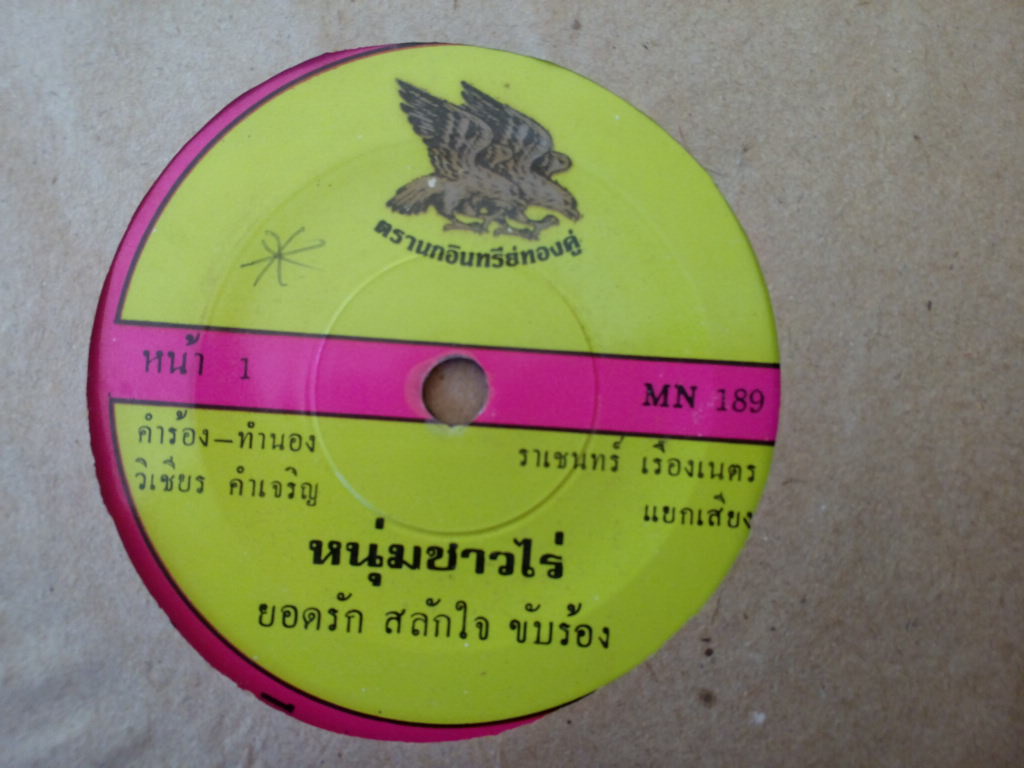 ตรานกอินทรีย์ทองคู่
หน้า 1
MN 189
คำร้อง–ทำนอง
วิเชียร คำเจริญ
ราเชนทร์ เรืองเนตร
แยกเสียง
หนุ่มชาวไร่
ยอดรัก สลักใจ ขับร้อง